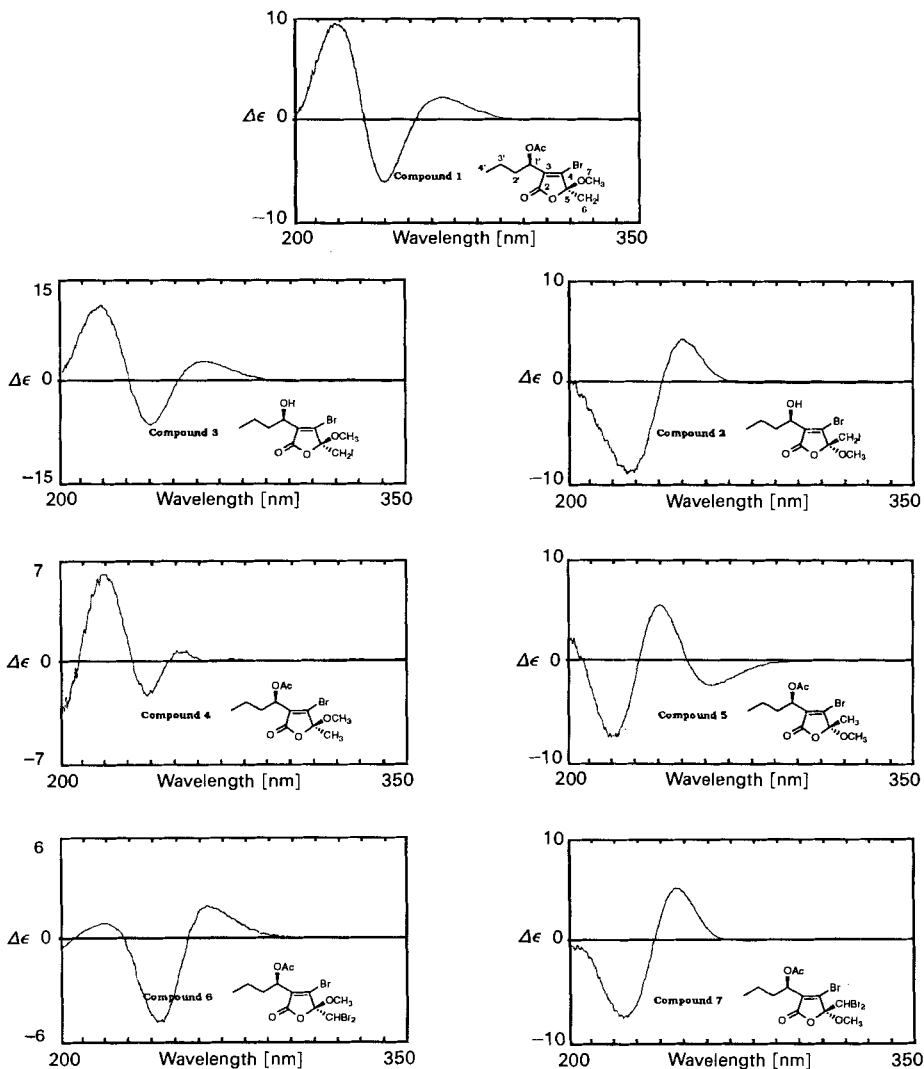 10
Δϵ 0
−10
200
Wavelength [nm]
350
Compound 1
OAc
4'
3'
2'
1'
3
4
Br
7
OCH₃
2
O
O
5
CH₂I
6
15
Δϵ 0
−15
200
Wavelength [nm]
350
Compound 3
OH
Br
OCH₃
O
O
CH₂I
10
Δϵ 0
−10
200
Wavelength [nm]
350
Compound 2
OH
Br
CH₂I
O
O
OCH₃
7
Δϵ 0
−7
200
Wavelength [nm]
350
Compound 4
OAc
Br
OCH₃
O
O
CH₃
10
Δϵ 0
−10
200
Wavelength [nm]
350
Compound 5
OAc
Br
CH₃
O
O
OCH₃
6
Δϵ 0
−6
200
Wavelength [nm]
350
Compound 6
OAc
Br
OCH₃
O
O
CHBr₂
10
Δϵ 0
−10
200
Wavelength [nm]
350
Compound 7
OAc
Br
CHBr₂
O
O
OCH₃